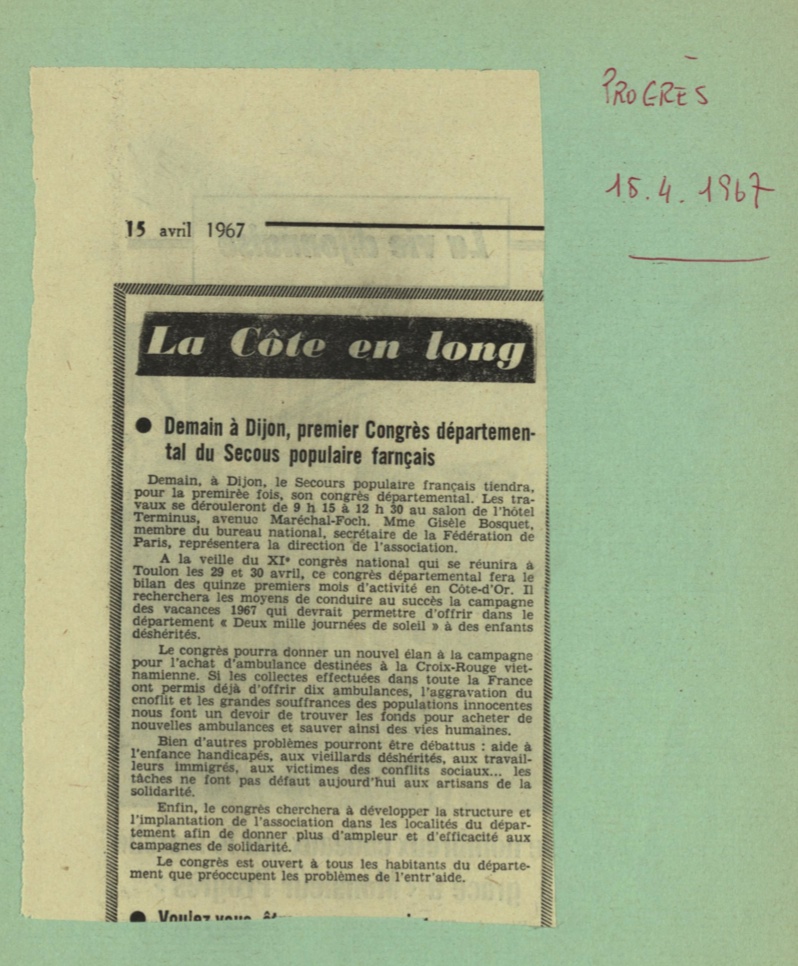 PROGRÈS
15.4.1967
15 avril 1967
La Côte en long
● Demain à Dijon, premier Congrès départemen-
tal du Secous populaire farnçais
Demain, à Dijon, le Secours populaire français tiendra,
pour la premirèe fois, son congrès départemental. Les tra-
vaux se dérouleront de 9 h 15 à 12 h 30 au salon de l'hôtel
Terminus, avenue Maréchal-Foch. Mme Gisèle Bosquet,
membre du bureau national, secrétaire de la Fédération de
Paris, représentera la direction de l'association.
A la veille du XIe congrès national qui se réunira à
Toulon les 29 et 30 avril, ce congrès départemental fera le
bilan des quinze premiers mois d'activité en Côte-d'Or. Il
recherchera les moyens de conduire au succès la campagne
des vacances 1967 qui devrait permettre d'offrir dans le
département « Deux mille journées de soleil » à des enfants
déshérités.
Le congrès pourra donner un nouvel élan à la campagne
pour l'achat d'ambulance destinées à la Croix-Rouge viet-
namienne. Si les collectes effectuées dans toute la France
ont permis déjà d'offrir dix ambulances, l'aggravation du
cnoflit et les grandes souffrances des populations innocentes
nous font un devoir de trouver les fonds pour acheter de
nouvelles ambulances et sauver ainsi des vies humaines.
Bien d'autres problèmes pourront être débattus : aide à
l'enfance handicapés, aux vieillards déshérités, aux travail-
leurs immigrés, aux victimes des conflits sociaux... les
tâches ne font pas défaut aujourd'hui aux artisans de la
solidarité.
Enfin, le congrès cherchera à développer la structure et
l'implantation de l'association dans les localités du dépar-
tement afin de donner plus d'ampleur et d'efficacité aux
campagnes de solidarité.
Le congrès est ouvert à tous les habitants du départe-
ment que préoccupent les problèmes de l'entr'aide.
● Voulez-vous